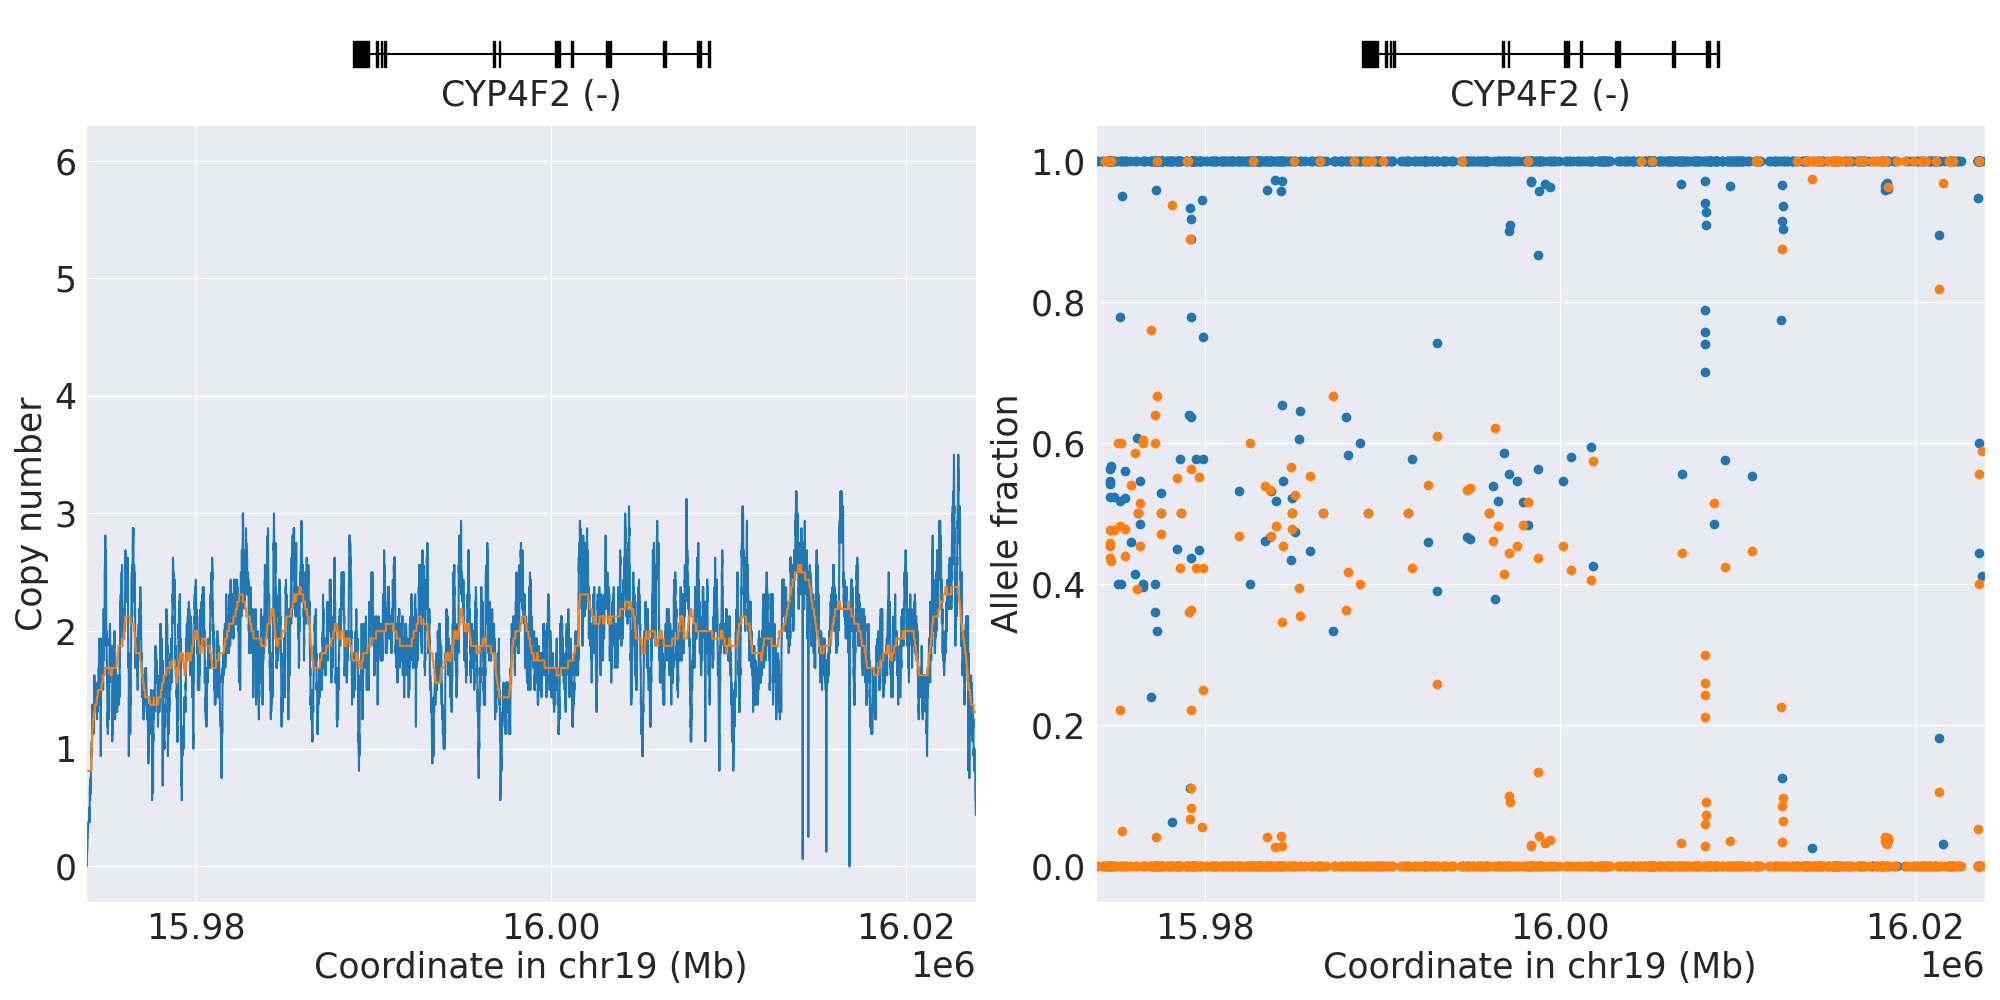 CYP4F2 (-)
Copy number
6
5
4
3
2
1
0
15.98
16.00
16.02
Coordinate in chr19 (Mb)
1e6
CYP4F2 (-)
Allele fraction
1.0
0.8
0.6
0.4
0.2
0.0
15.98
16.00
16.02
Coordinate in chr19 (Mb)
1e6